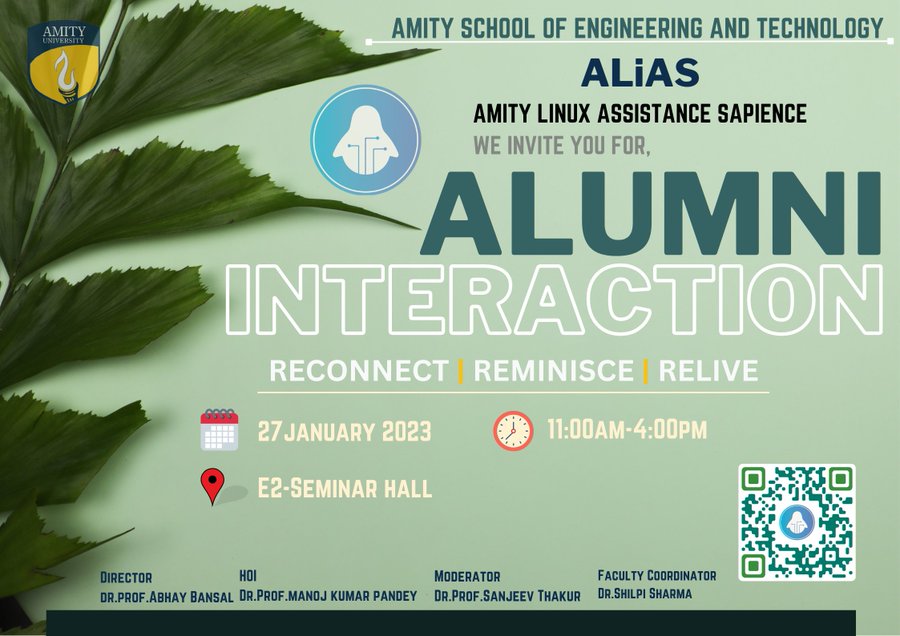 AMITY
UNIVERSITY
AMITY SCHOOL OF ENGINEERING AND TECHNOLOGY
ALiAS
AMITY LINUX ASSISTANCE SAPIENCE
WE INVITE YOU FOR,
ALUMNI
INTERACTION
RECONNECT | REMINISCE | RELIVE
27JANUARY 2023
11:00AM-4:00PM
E2-SEMINAR HALL
DIRECTOR
DR.PROF.ABHAY BANSAL
HOI
DR.PROF.MANOJ KUMAR PANDEY
MODERATOR
DR.PROF.SANJEEV THAKUR
FACULTY COORDINATOR
DR.SHILPI SHARMA